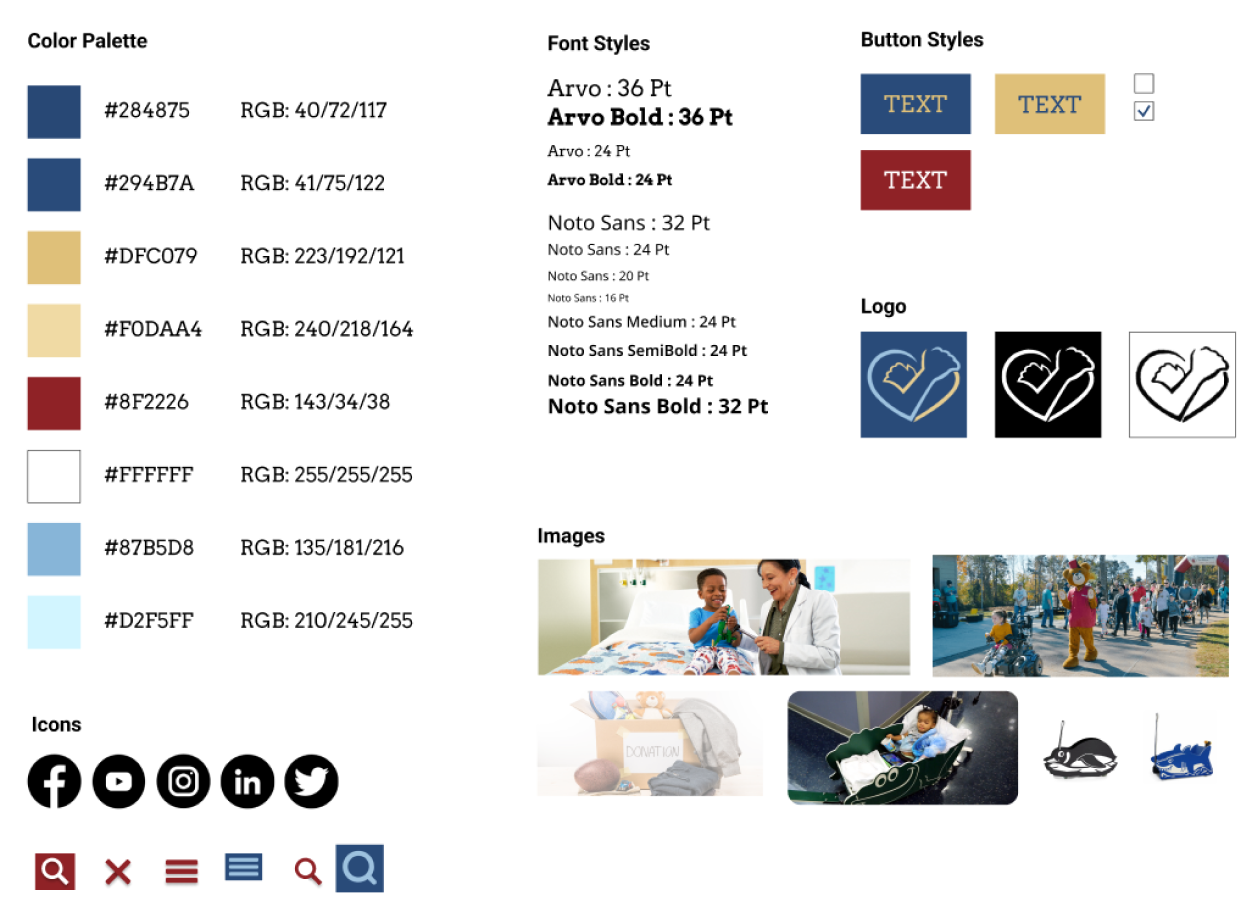 Color Palette
#284875 RGB: 40/72/117
#294B7A RGB: 41/75/122
#DFC079 RGB: 223/192/121
#F0DAA4 RGB: 240/218/164
#8F2226 RGB: 143/34/38
#FFFFFF RGB: 255/255/255
#87B5D8 RGB: 135/181/216
#D2F5FF RGB: 210/245/255
Icons
in
Font Styles
Arvo : 36 Pt
Arvo Bold : 36 Pt
Arvo : 24 Pt
Arvo Bold : 24 Pt
Noto Sans : 32 Pt
Noto Sans : 24 Pt
Noto Sans : 20 Pt
Noto Sans : 16 Pt
Noto Sans Medium : 24 Pt
Noto Sans SemiBold : 24 Pt
Noto Sans Bold : 24 Pt
Noto Sans Bold : 32 Pt
Button Styles
TEXT TEXT
TEXT
Logo
Images
DONATION